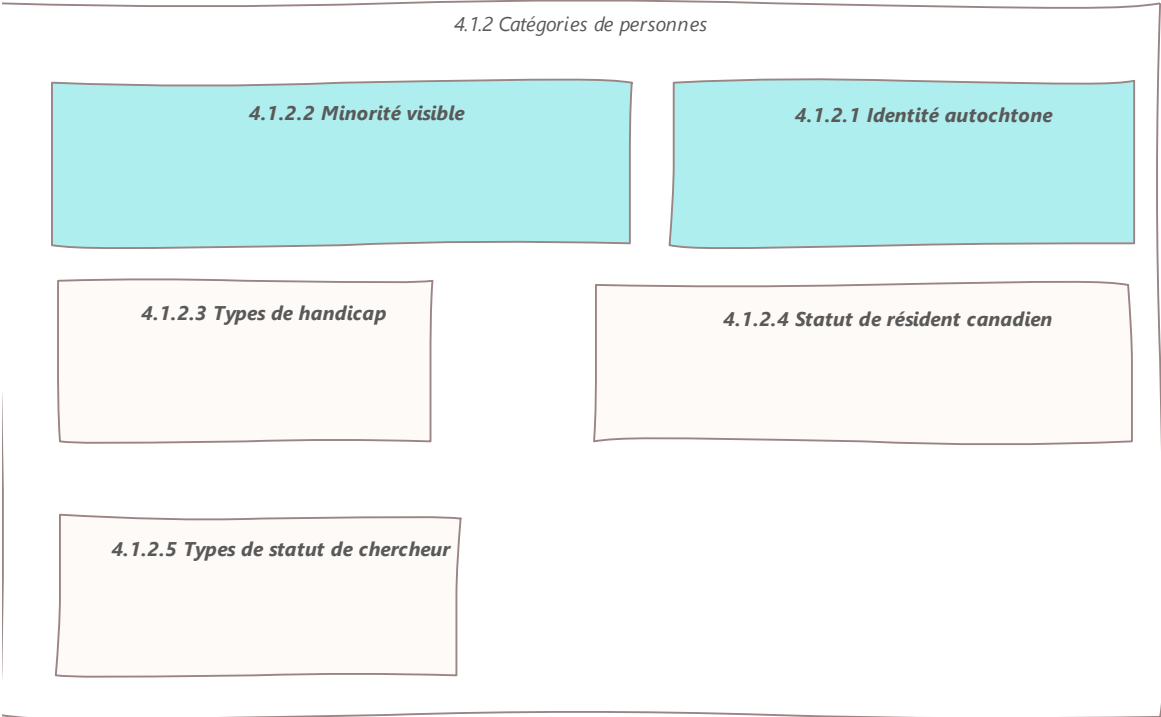 4.1.2 Catégories de personnes
4.1.2.2 Minorité visible
4.1.2.1 Identité autochtone
4.1.2.3 Types de handicap
4.1.2.4 Statut de résident canadien
4.1.2.5 Types de statut de chercheur